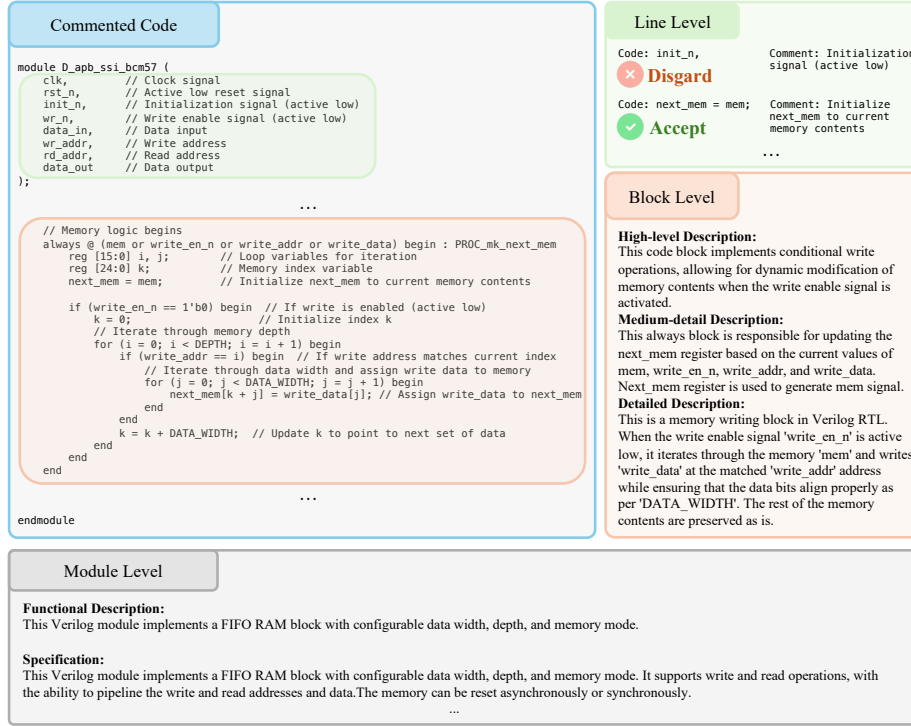 Commented Code
module D_apb_ssi_bcm57 (
clk, // Clock signal
rst_n, // Active low reset signal
init_n, // Initialization signal (active low)
wr_n, // Write enable signal (active low)
data_in, // Data input
wr_addr, // Write address
rd_addr, // Read address
data_out // Data output
);
...
// Memory logic begins
always @ (mem or write_en_n or write_addr or write_data) begin : PROC_mk_next_mem
reg [15:0] i, j; // Loop variables for iteration
reg [24:0] k; // Memory index variable
next_mem = mem; // Initialize next_mem to current memory contents
if (write_en_n == 1'b0) begin // If write is enabled (active low)
k = 0; // Initialize index k
// Iterate through memory depth
for (i = 0; i < DEPTH; i = i + 1) begin
if (write_addr == i) begin // If write address matches current index
// Iterate through data width and assign write data to memory
for (j = 0; j < DATA_WIDTH; j = j + 1) begin
next_mem[k + j] = write_data[j]; // Assign write_data to next_mem
end
end
k = k + DATA_WIDTH; // Update k to point to next set of data
end
end
end
...
endmodule
Line Level
Code: init_n, Comment: Initialization
signal (active low)
Disgard
Code: next_mem = mem; Comment: Initialize
next_mem to current
memory contents
Accept
...
Block Level
High-level Description:
This code block implements conditional write
operations, allowing for dynamic modification of
memory contents when the write enable signal is
activated.
Medium-detail Description:
This always block is responsible for updating the
next_mem register based on the current values of
mem, write_en_n, write_addr, and write_data.
Next_mem register is used to generate mem signal.
Detailed Description:
This is a memory writing block in Verilog RTL.
When the write enable signal 'write_en_n' is active
low, it iterates through the memory 'mem' and writes
'write_data' at the matched 'write_addr' address
while ensuring that the data bits align properly as
per 'DATA_WIDTH'. The rest of the memory
contents are preserved as is.
Module Level
Functional Description:
This Verilog module implements a FIFO RAM block with configurable data width, depth, and memory mode.
Specification:
This Verilog module implements a FIFO RAM block with configurable data width, depth, and memory mode. It supports write and read operations, with
the ability to pipeline the write and read addresses and data.The memory can be reset asynchronously or synchronously.
...